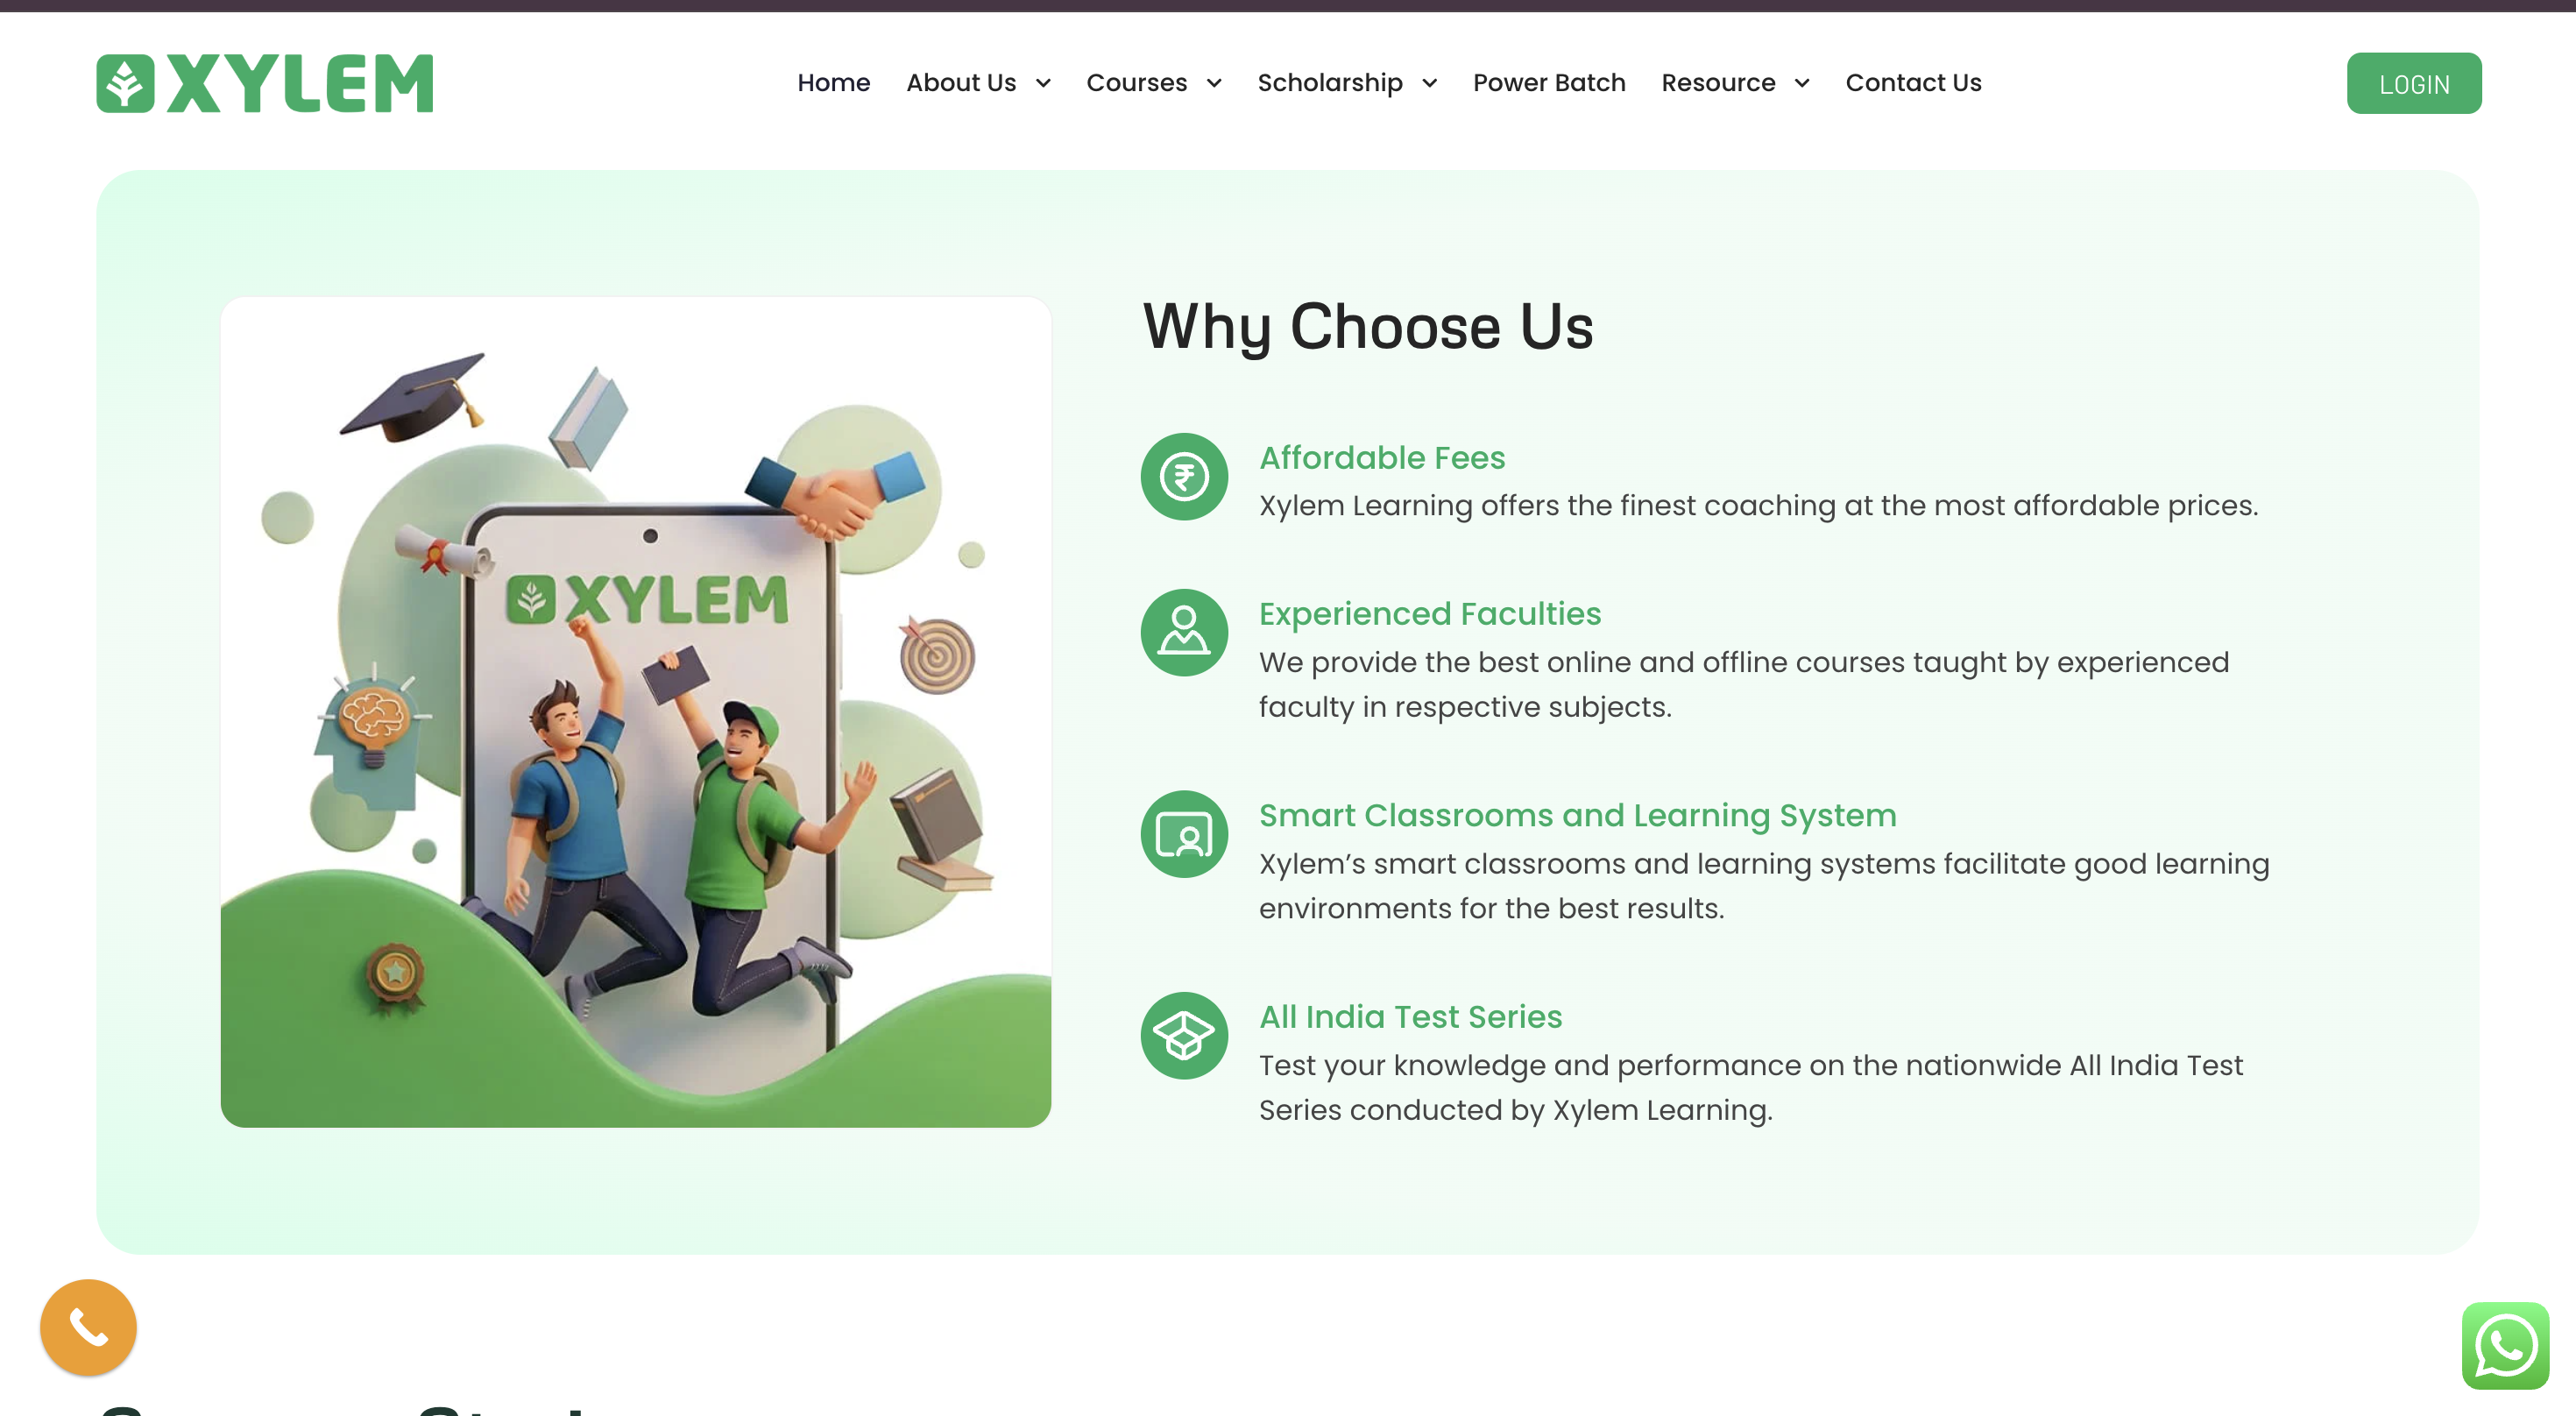 XYLEM
Home About Us Courses Scholarship Power Batch Resource Contact Us
LOGIN
XYLEM
Why Choose Us
Affordable Fees
Xylem Learning offers the finest coaching at the most affordable prices.
Experienced Faculties
We provide the best online and offline courses taught by experienced
faculty in respective subjects.
Smart Classrooms and Learning System
Xylem’s smart classrooms and learning systems facilitate good learning
environments for the best results.
All India Test Series
Test your knowledge and performance on the nationwide All India Test
Series conducted by Xylem Learning.